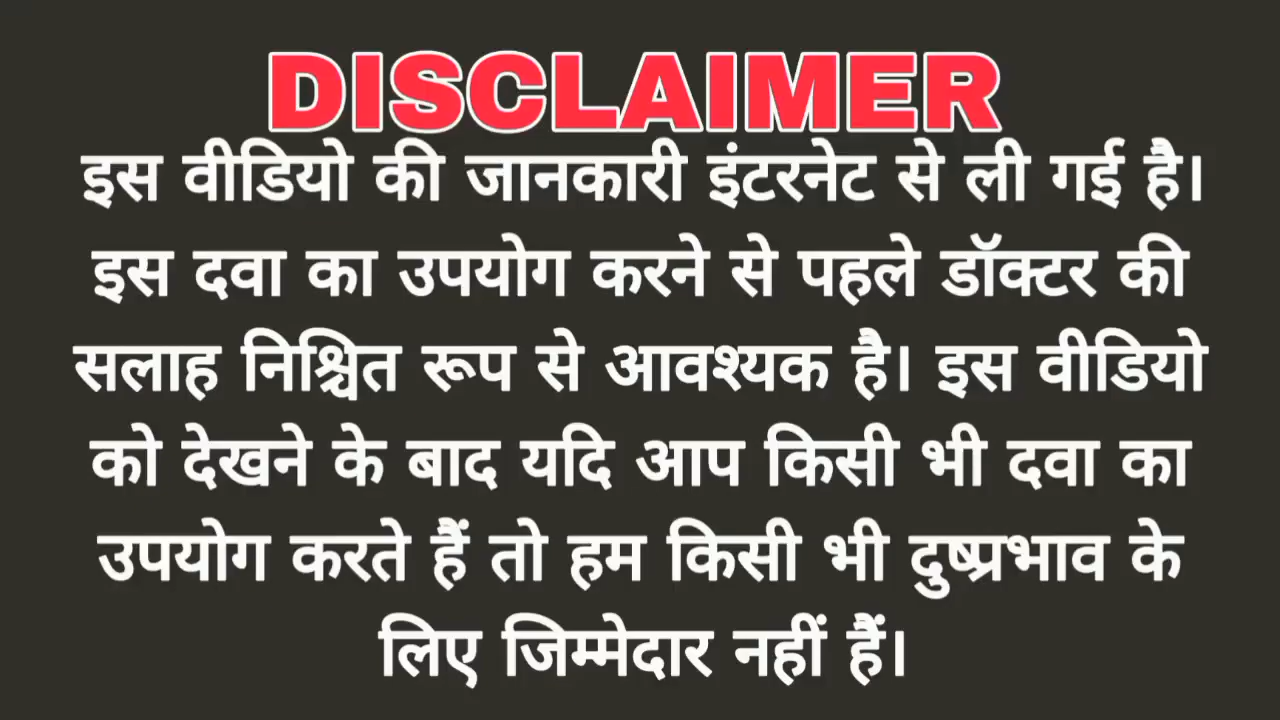 DISCLAIMER
इस वीडियो की जानकारी इंटरनेट से ली गई है।
इस दवा का उपयोग करने से पहले डॉक्टर की
सलाह निश्चित रूप से आवश्यक है। इस वीडियो
को देखने के बाद यदि आप किसी भी दवा का
उपयोग करते हैं तो हम किसी भी दुष्प्रभाव के
लिए जिम्मेदार नहीं हैं।